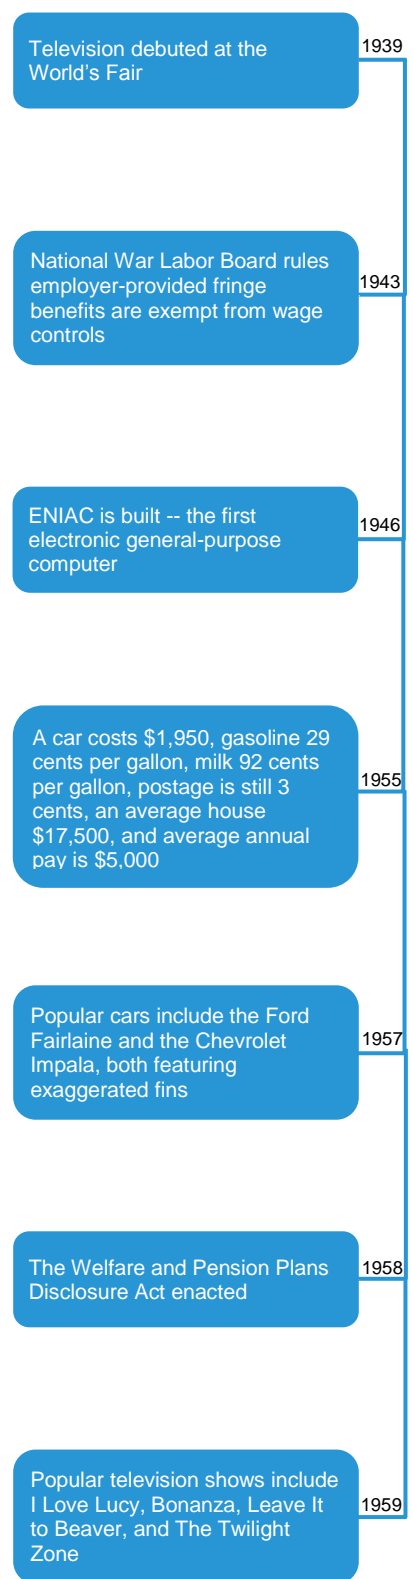 Television debuted at the
World's Fair
1939
National War Labor Board rules
employer-provided fringe
benefits are exempt from wage
controls
1943
ENIAC is built -- the first
electronic general-purpose
computer
1946
A car costs $1,950, gasoline 29
cents per gallon, milk 92 cents
per gallon, postage is still 3
cents, an average house
$17,500, and average annual
pay is $5,000
1955
Popular cars include the Ford
Fairlaine and the Chevrolet
Impala, both featuring
exaggerated fins
1957
The Welfare and Pension Plans
Disclosure Act enacted
1958
Popular television shows include
I Love Lucy, Bonanza, Leave It
to Beaver, and The Twilight
Zone
1959